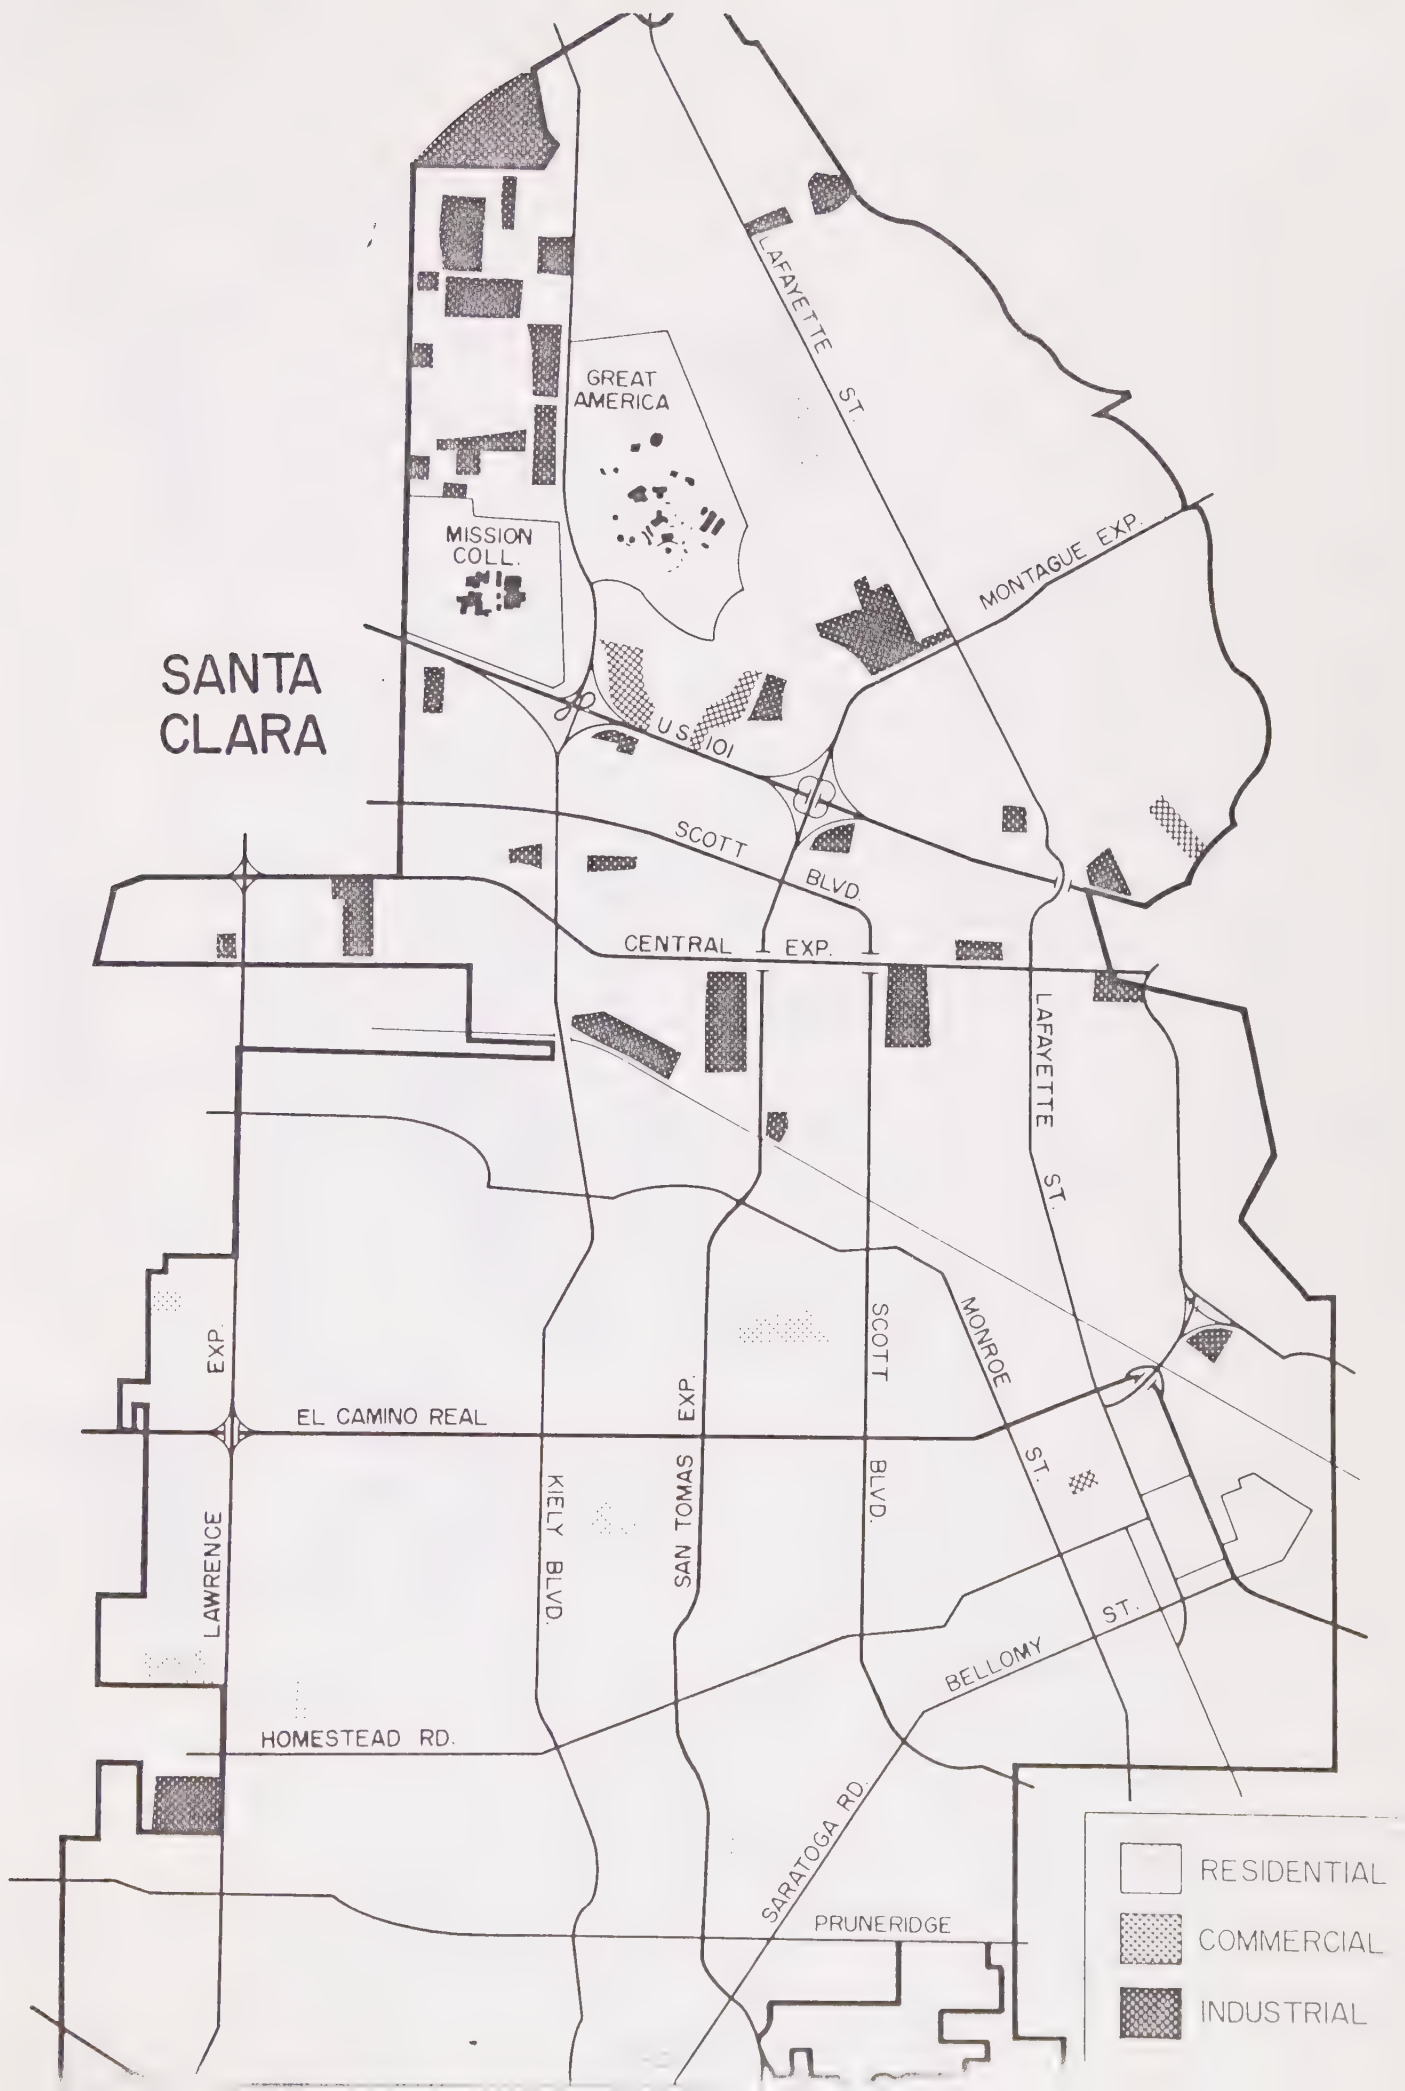 LAFAYETTE ST.
GREAT
AMERICA
MONTAGUE EXP.
MISSION
COLL.
SANTA
CLARA
U.S. 101
SCOTT BLVD.
CENTRAL EXP.
LAFAYETTE ST.
MONROE ST.
SCOTT BLVD.
LAWRENCE EXP.
EL CAMINO REAL
KIELY BLVD.
SAN TOMAS EXP.
BELLOMY ST.
HOMESTEAD RD.
SARATOGA RD.
PRUNERIDGE
RESIDENTIAL
COMMERCIAL
INDUSTRIAL